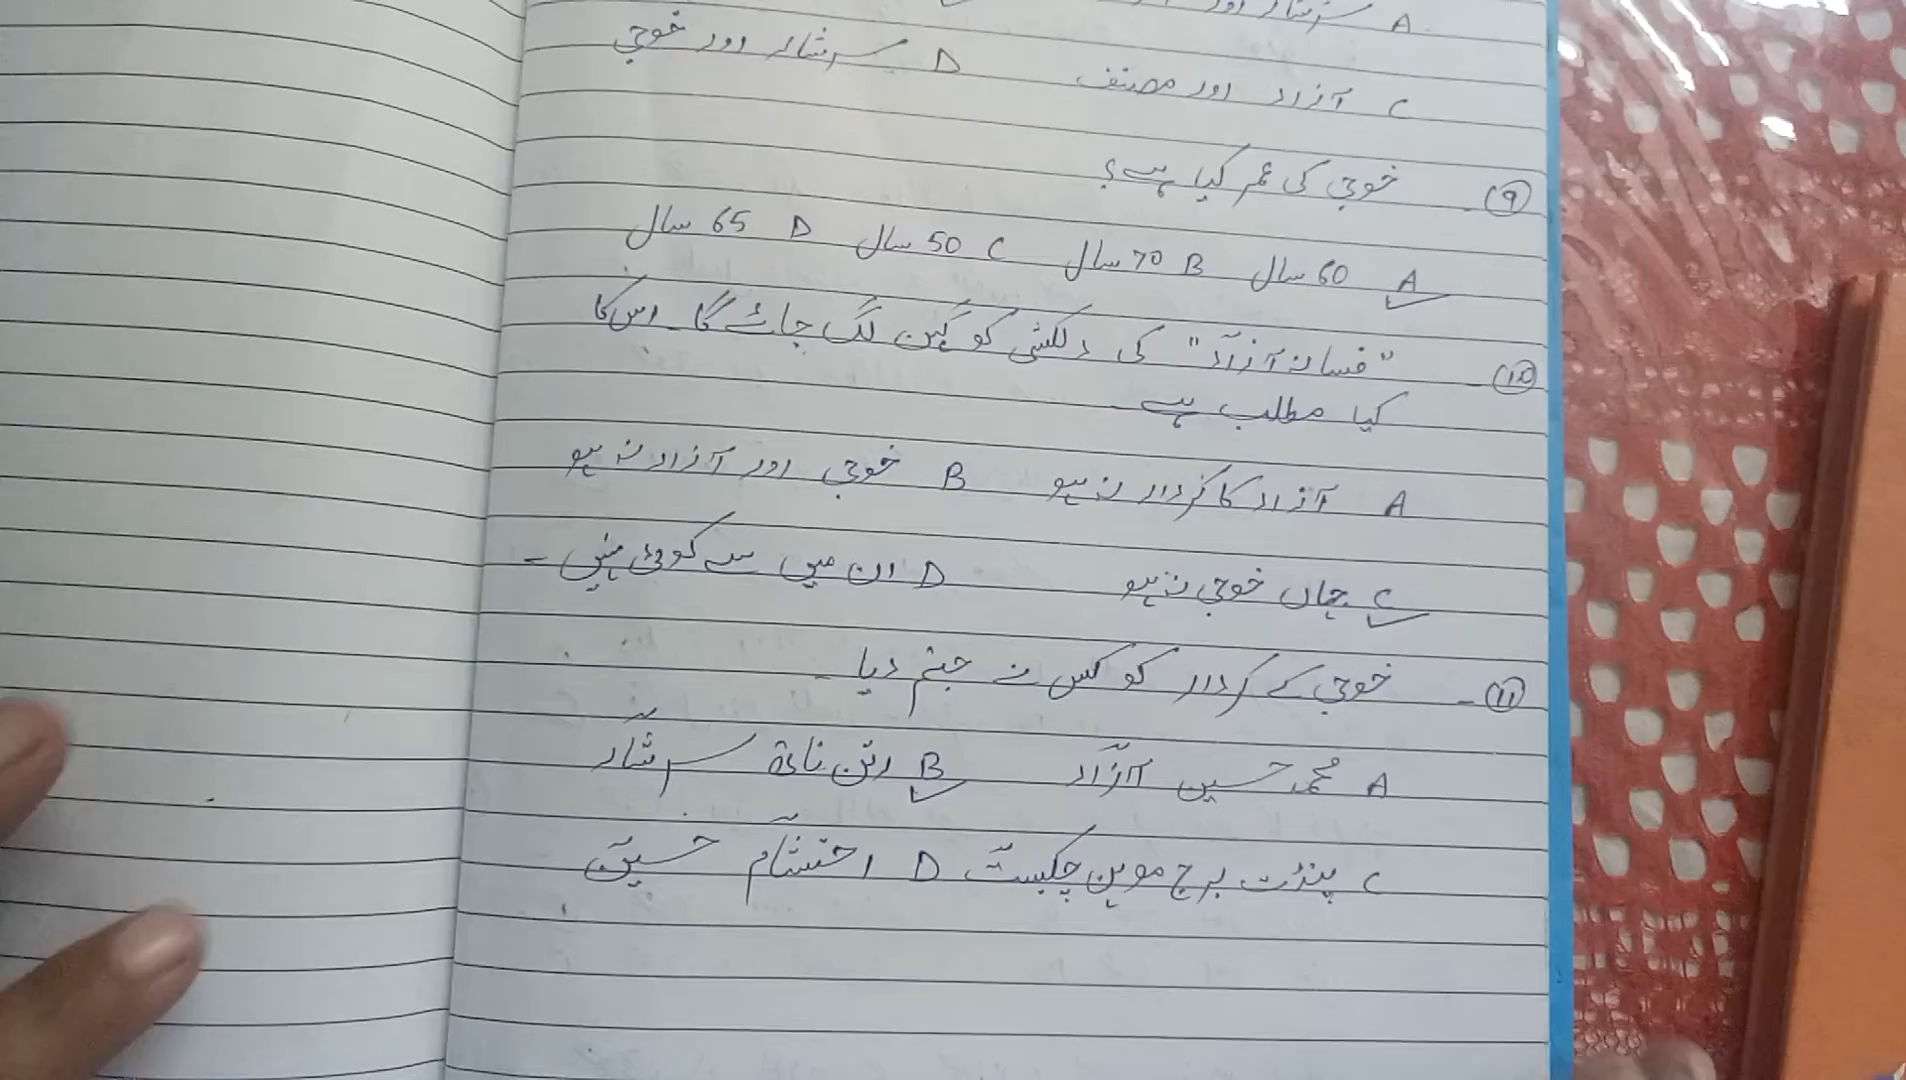 A سرشار اور
C آزاد اور مصنف D سرشار اور خوجی
(9) خوجی کی عمر کیا ہے؟
A 60 سال B 70 سال C 50 سال D 65 سال
(10) "فسانہ آزاد" کی دلکشی کو گہن لگ جائے گا۔ اس کا
کیا مطلب ہے
A آزاد کا کردار نہ ہو B خوجی اور آزاد نہ ہو
C جہاں خوجی نہ ہو D ان میں سے کوئی نہیں۔
(11)۔ خوجی کے کردار کو کس نے جنم دیا۔
A محمد حسین آزاد B رتن ناتھ سرشار
C پنڈت برج موہن چکبست D احتشام حسین